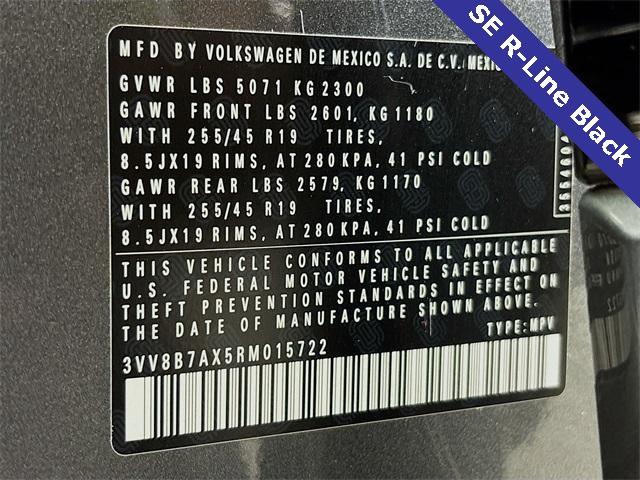 SE R-Line Black
MFD BY VOLKSWAGEN DE MEXICO S.A. DE C.V.
GVWR LBS 5071 KG 2300
GAWR FRONT LBS 2601, KG 1180
WITH 255/45 R19 TIRES,
8.5JX19 RIMS, AT 280 KPA, 41 PSI COLD
GAWR REAR LBS 2579, KG 1170
WITH 255/45 R19 TIRES,
8.5JX19 RIMS, AT 280 KPA, 41 PSI COLD
THIS VEHICLE CONFORMS TO ALL APPLICABLE
U.S. FEDERAL MOTOR VEHICLE SAFETY AND
THEFT PREVENTION STANDARDS IN EFFECT ON
THE DATE OF MANUFACTURE SHOWN ABOVE.
TYPE: MPV
3VV8B7AX5RM015722